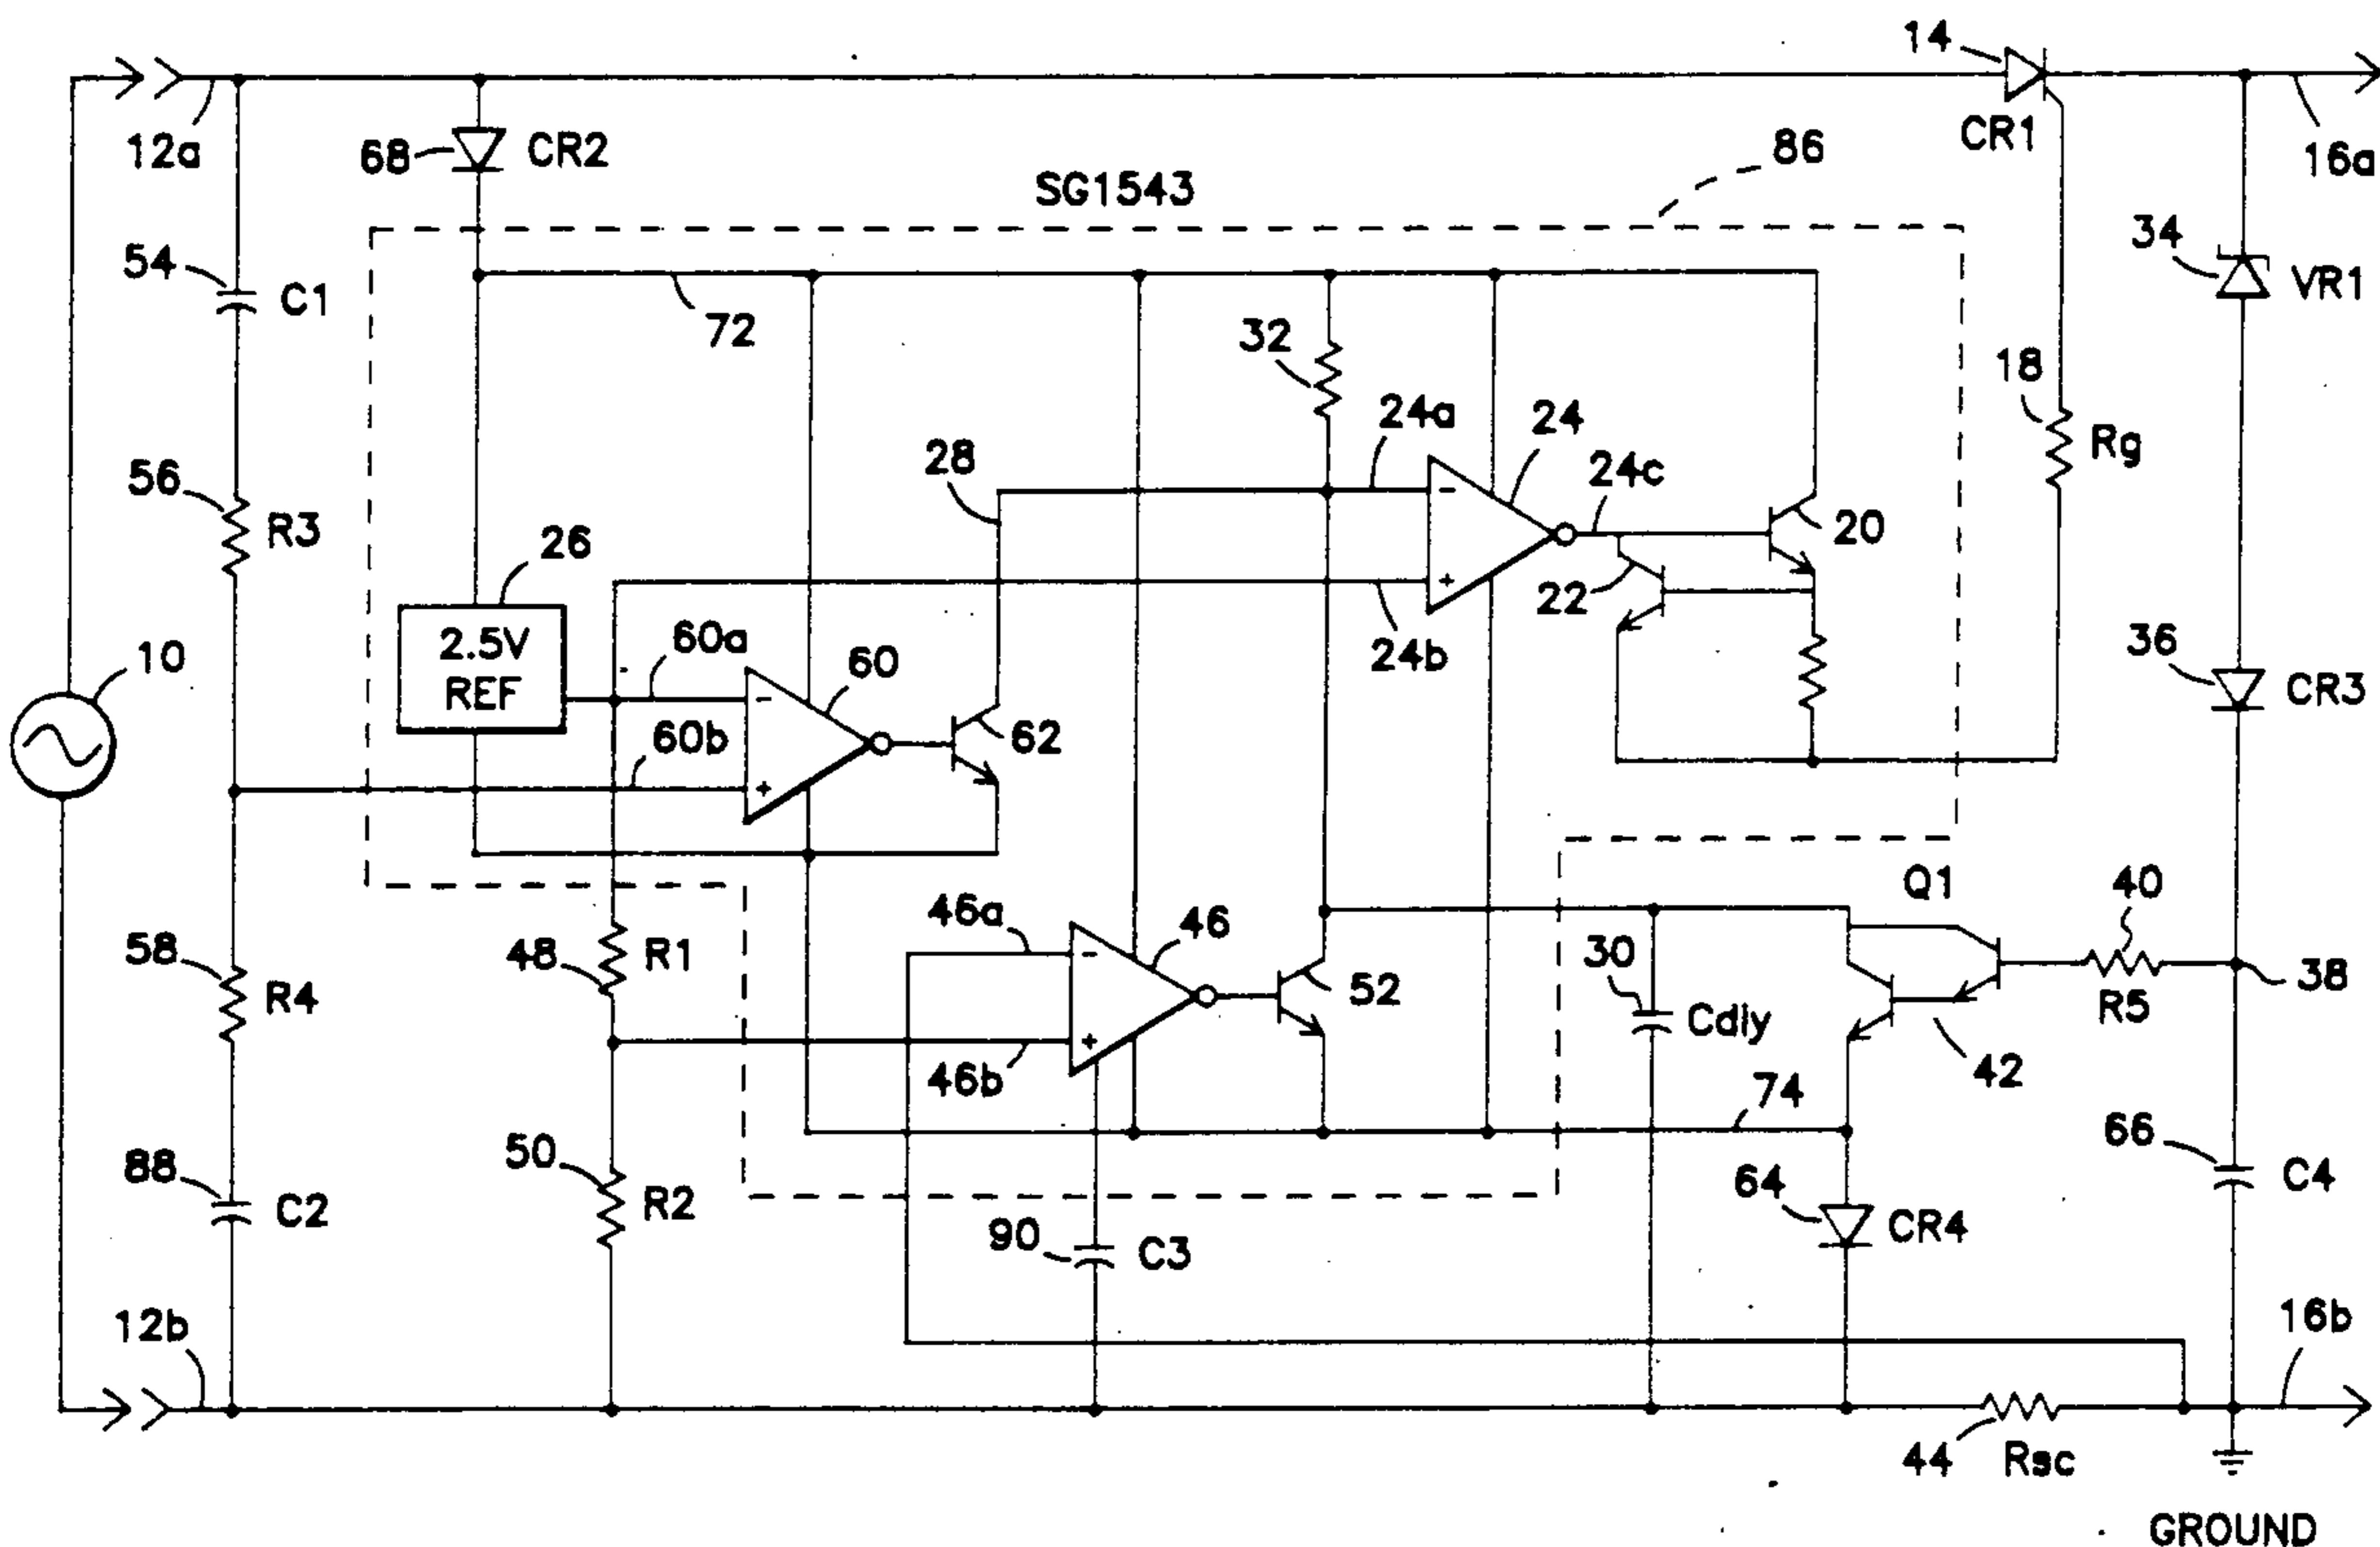 14
12a
68
CR2
CR1
16a
86
SG1543
54
C1
34
VR1
72
32
18
Rg
24a
24
24c
28
56
R3
26
20
2.5V
REF
60a
60
22
24b
36
CR3
10
60b
62
Q1
40
46a
46
58
R4
48
R1
30
Cdly
52
R5
38
46b
42
74
88
C2
50
R2
66
C4
64
CR4
90
C3
12b
16b
44
Rsc
GROUND
-
+
-
+
-
+